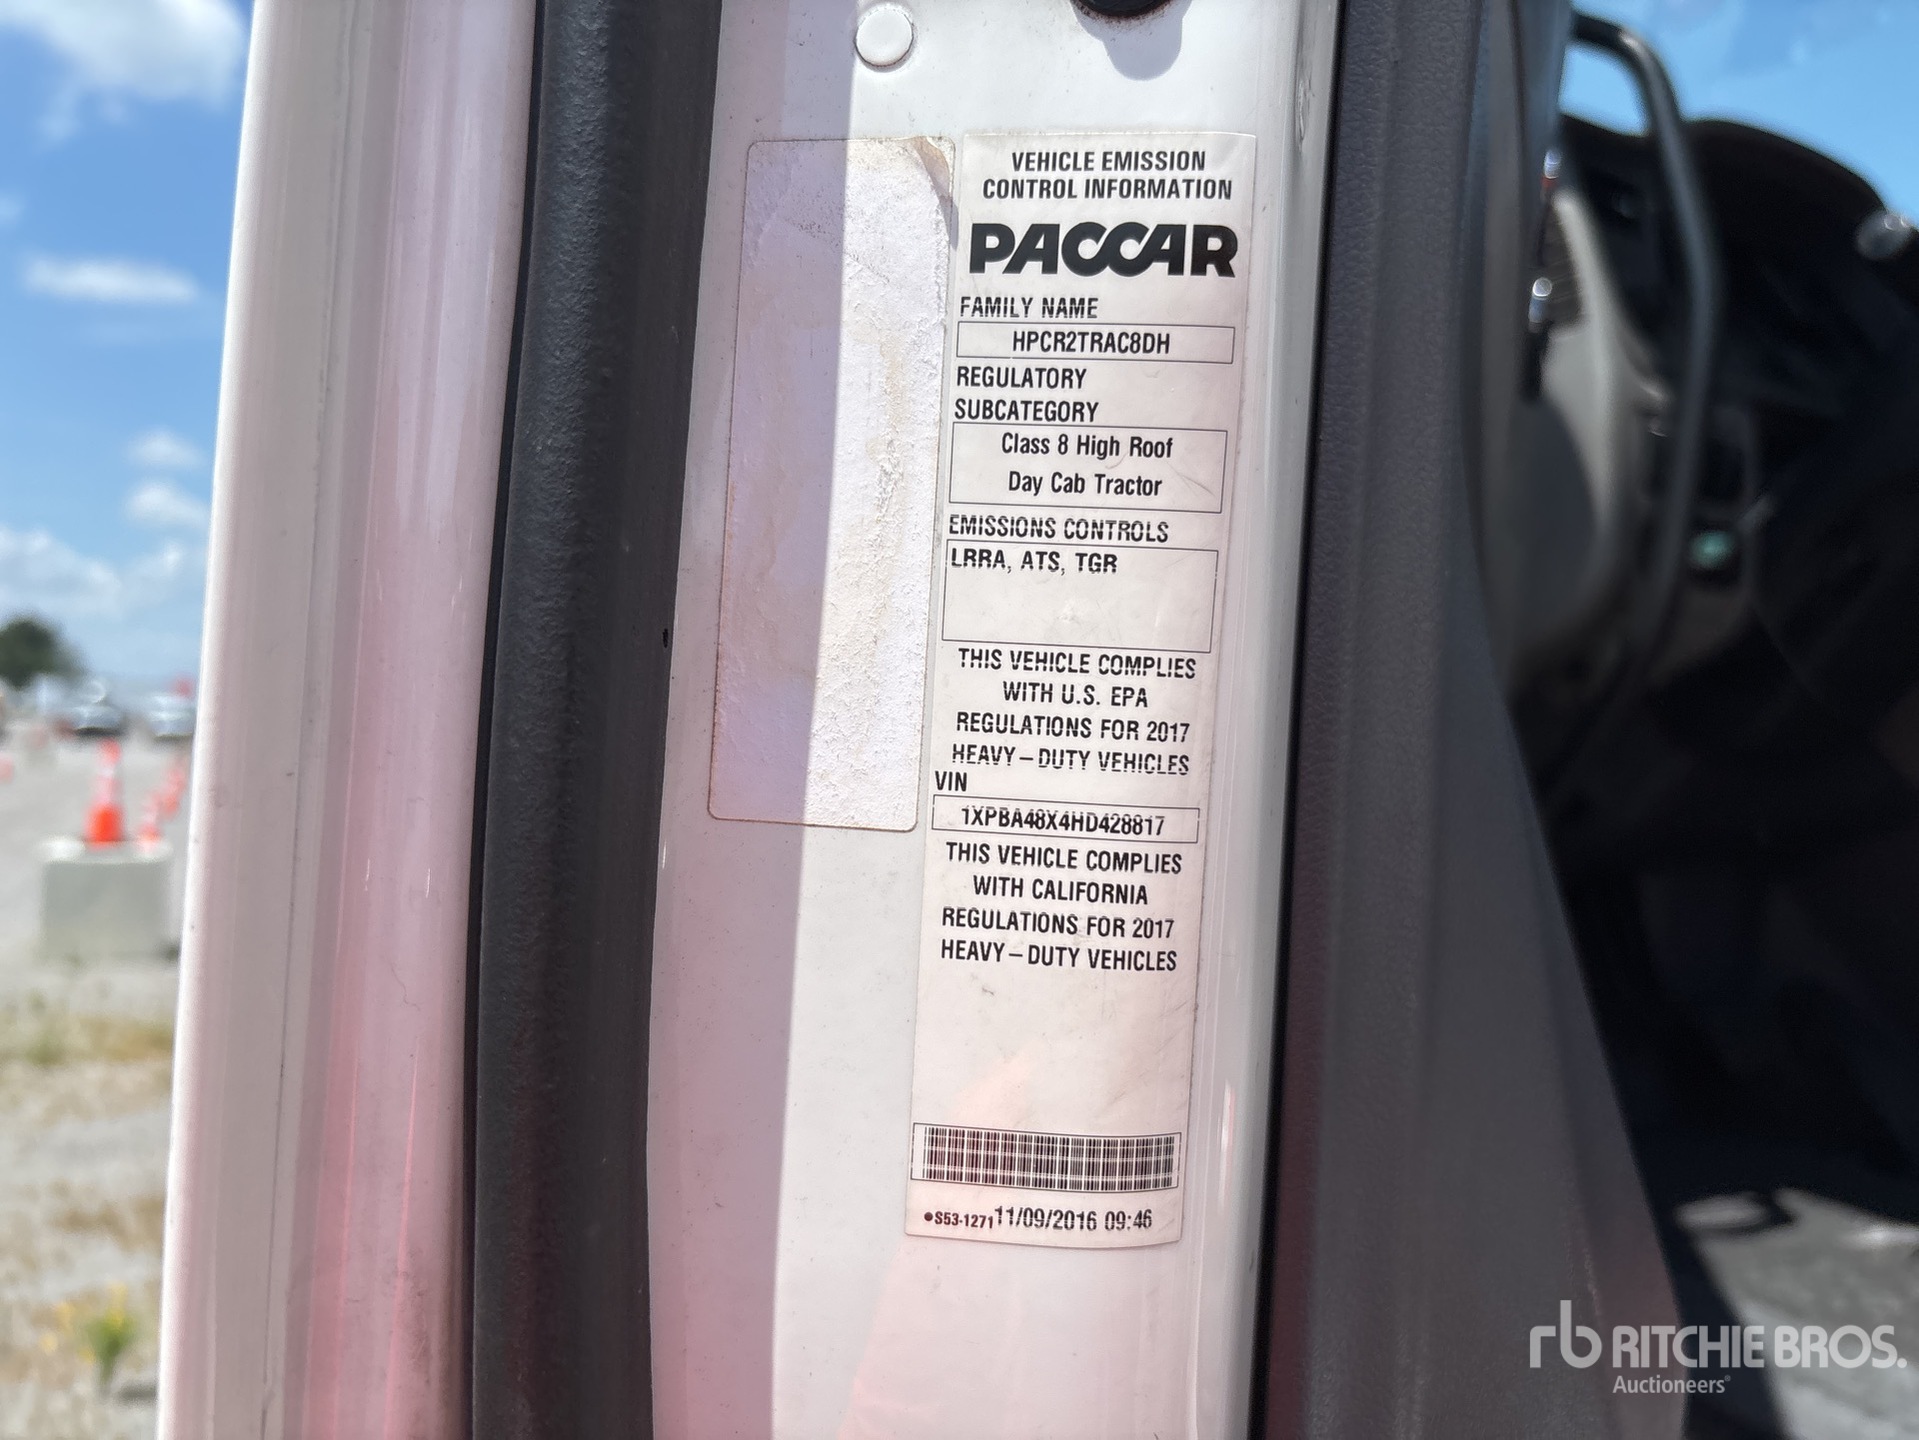 VEHICLE EMISSION
CONTROL INFORMATION
PACCAR
FAMILY NAME
HPCR2TRAC8DH
REGULATORY
SUBCATEGORY
Class 8 High Roof
Day Cab Tractor
EMISSIONS CONTROLS
LRRA, ATS, TGR
THIS VEHICLE COMPLIES
WITH U.S. EPA
REGULATIONS FOR 2017
HEAVY – DUTY VEHICLES
VIN
1XPBA48X4HD428817
THIS VEHICLE COMPLIES
WITH CALIFORNIA
REGULATIONS FOR 2017
HEAVY – DUTY VEHICLES
●S53-1271 11/09/2016 09:46
rb RITCHIE BROS.
Auctioneers®